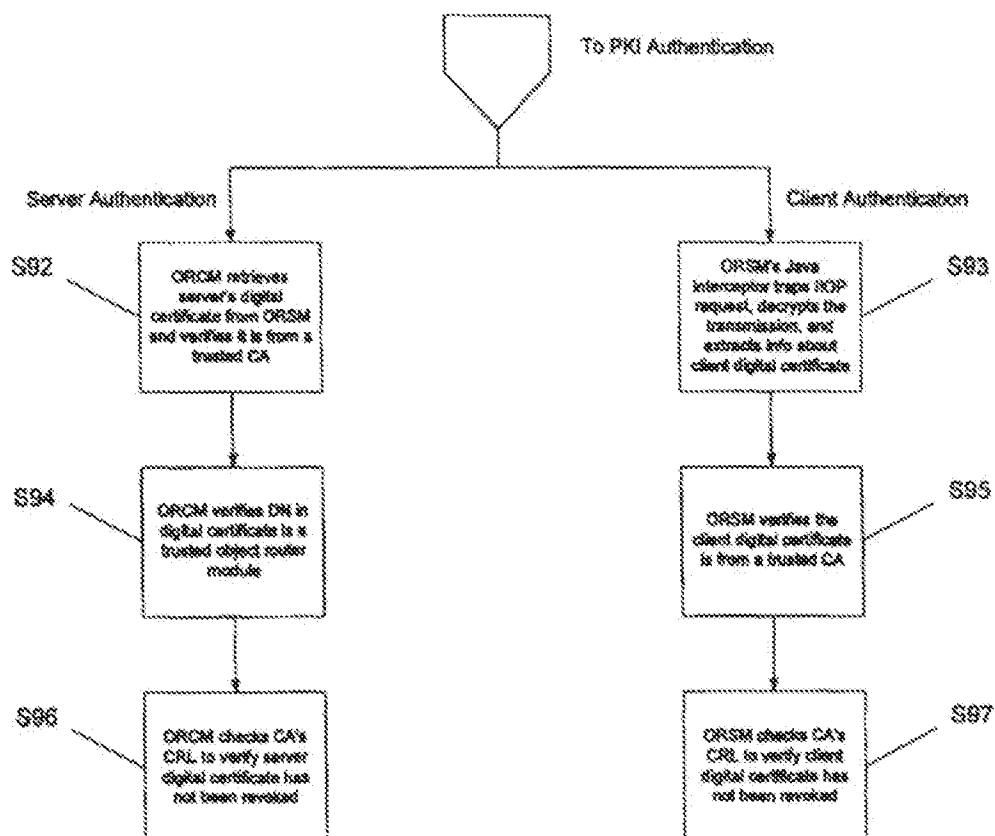 To PKI Authentication
Server Authentication
Client Authentication
S92
ORCM retrieves
server's digital
certificate from ORSM
and verifies it is from a
trusted CA
S93
ORSM's Java
interceptor traps IIOP
request, decrypts the
transmission, and
extracts info about
client digital certificate
S94
ORCM verifies DN in
digital certificate is a
trusted object router
module
S95
ORSM verifies the
client digital certificate
is from a trusted CA
S96
ORCM checks CA's
CRL to verify server
digital certificate has
not been revoked
S97
ORSM checks CA's
CRL to verify client
digital certificate has
not been revoked